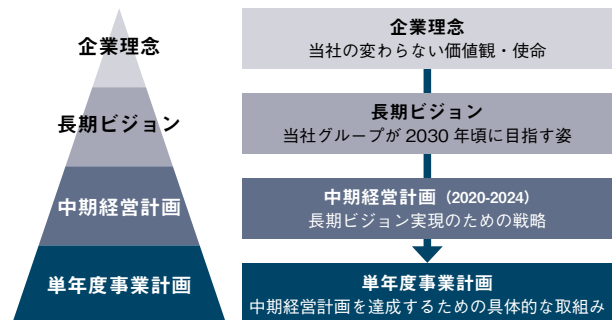 企業理念
長期ビジョン
中期経営計画
単年度事業計画
企業理念
当社の変わらない価値観・使命
長期ビジョン
当社グループが 2030 年頃に目指す姿
中期経営計画（2020-2024）
長期ビジョン実現のための戦略
単年度事業計画
中期経営計画を達成するための具体的な取組み